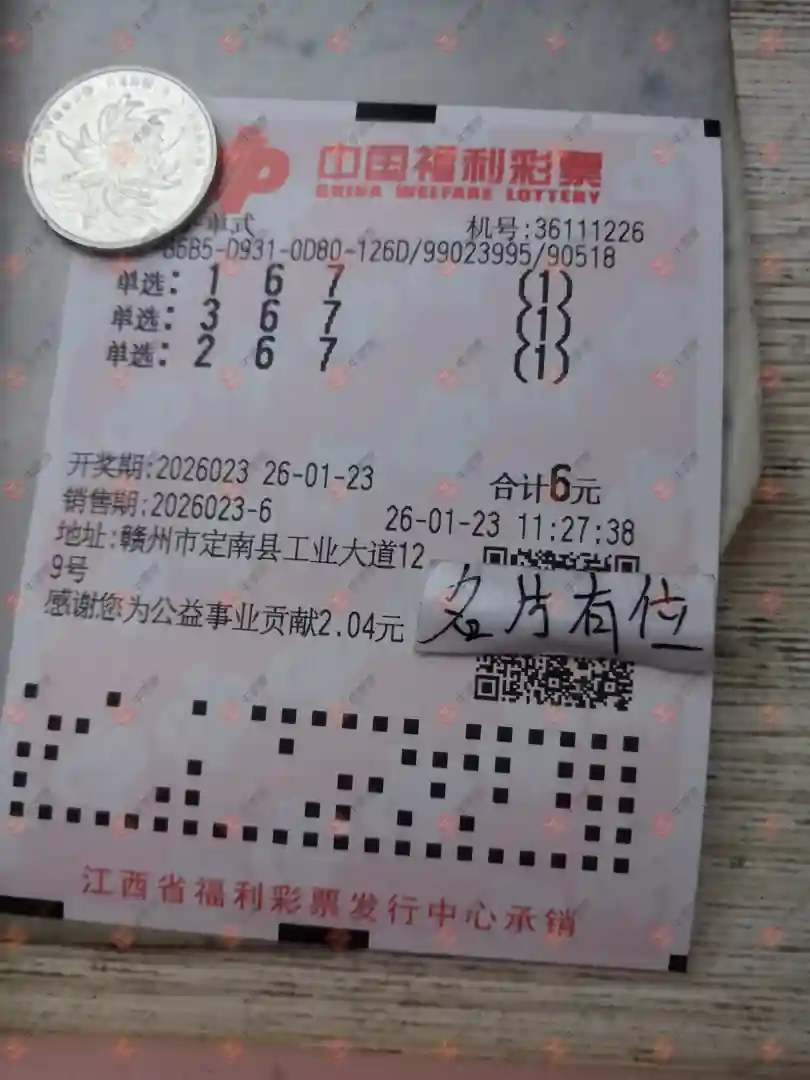 中国福利彩票
CHINA WELFARE LOTTERY
单式 机号:36111226
86B5-D931-0D80-126D/99023995/90518
单选: 1 6 7 (1)
单选: 3 6 7 (1)
单选: 2 6 7 (1)
开奖期:2026023 26-01-23 合计6元
销售期:2026023-6 26-01-23 11:27:38
地址:赣州市定南县工业大道12
9号
感谢您为公益事业贡献2.04元
名片有位
江西省福利彩票发行中心承销